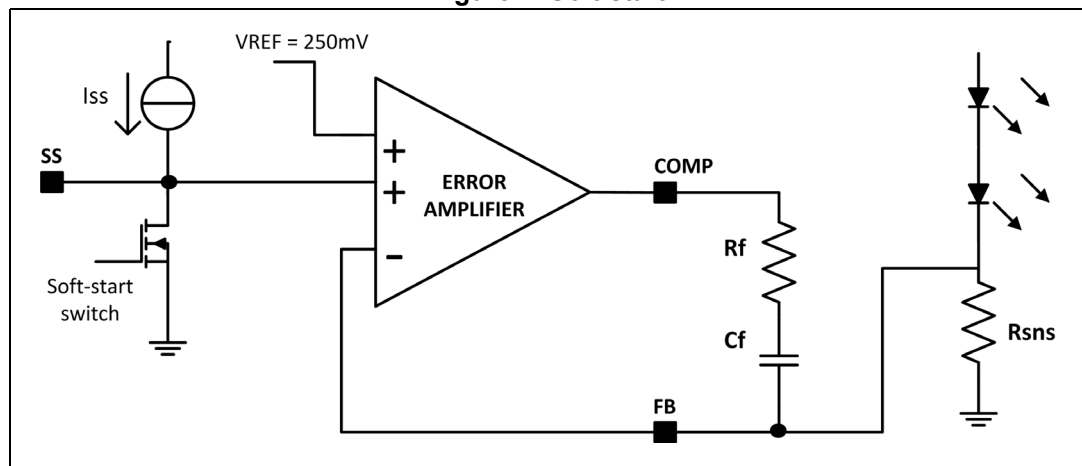 VREF = 250mV
Iss
SS
+
+
-
ERROR
AMPLIFIER
COMP
Soft-start
switch
Rf
Cf
Rsns
FB